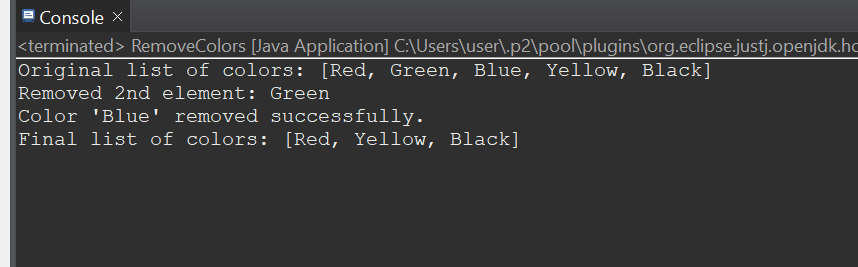 Console
<terminated> RemoveColors [Java Application] C:\Users\user\.p2\pool\plugins\org.eclipse.justj.openjdk.ho
Original list of colors: [Red, Green, Blue, Yellow, Black]
Removed 2nd element: Green
Color 'Blue' removed successfully.
Final list of colors: [Red, Yellow, Black]